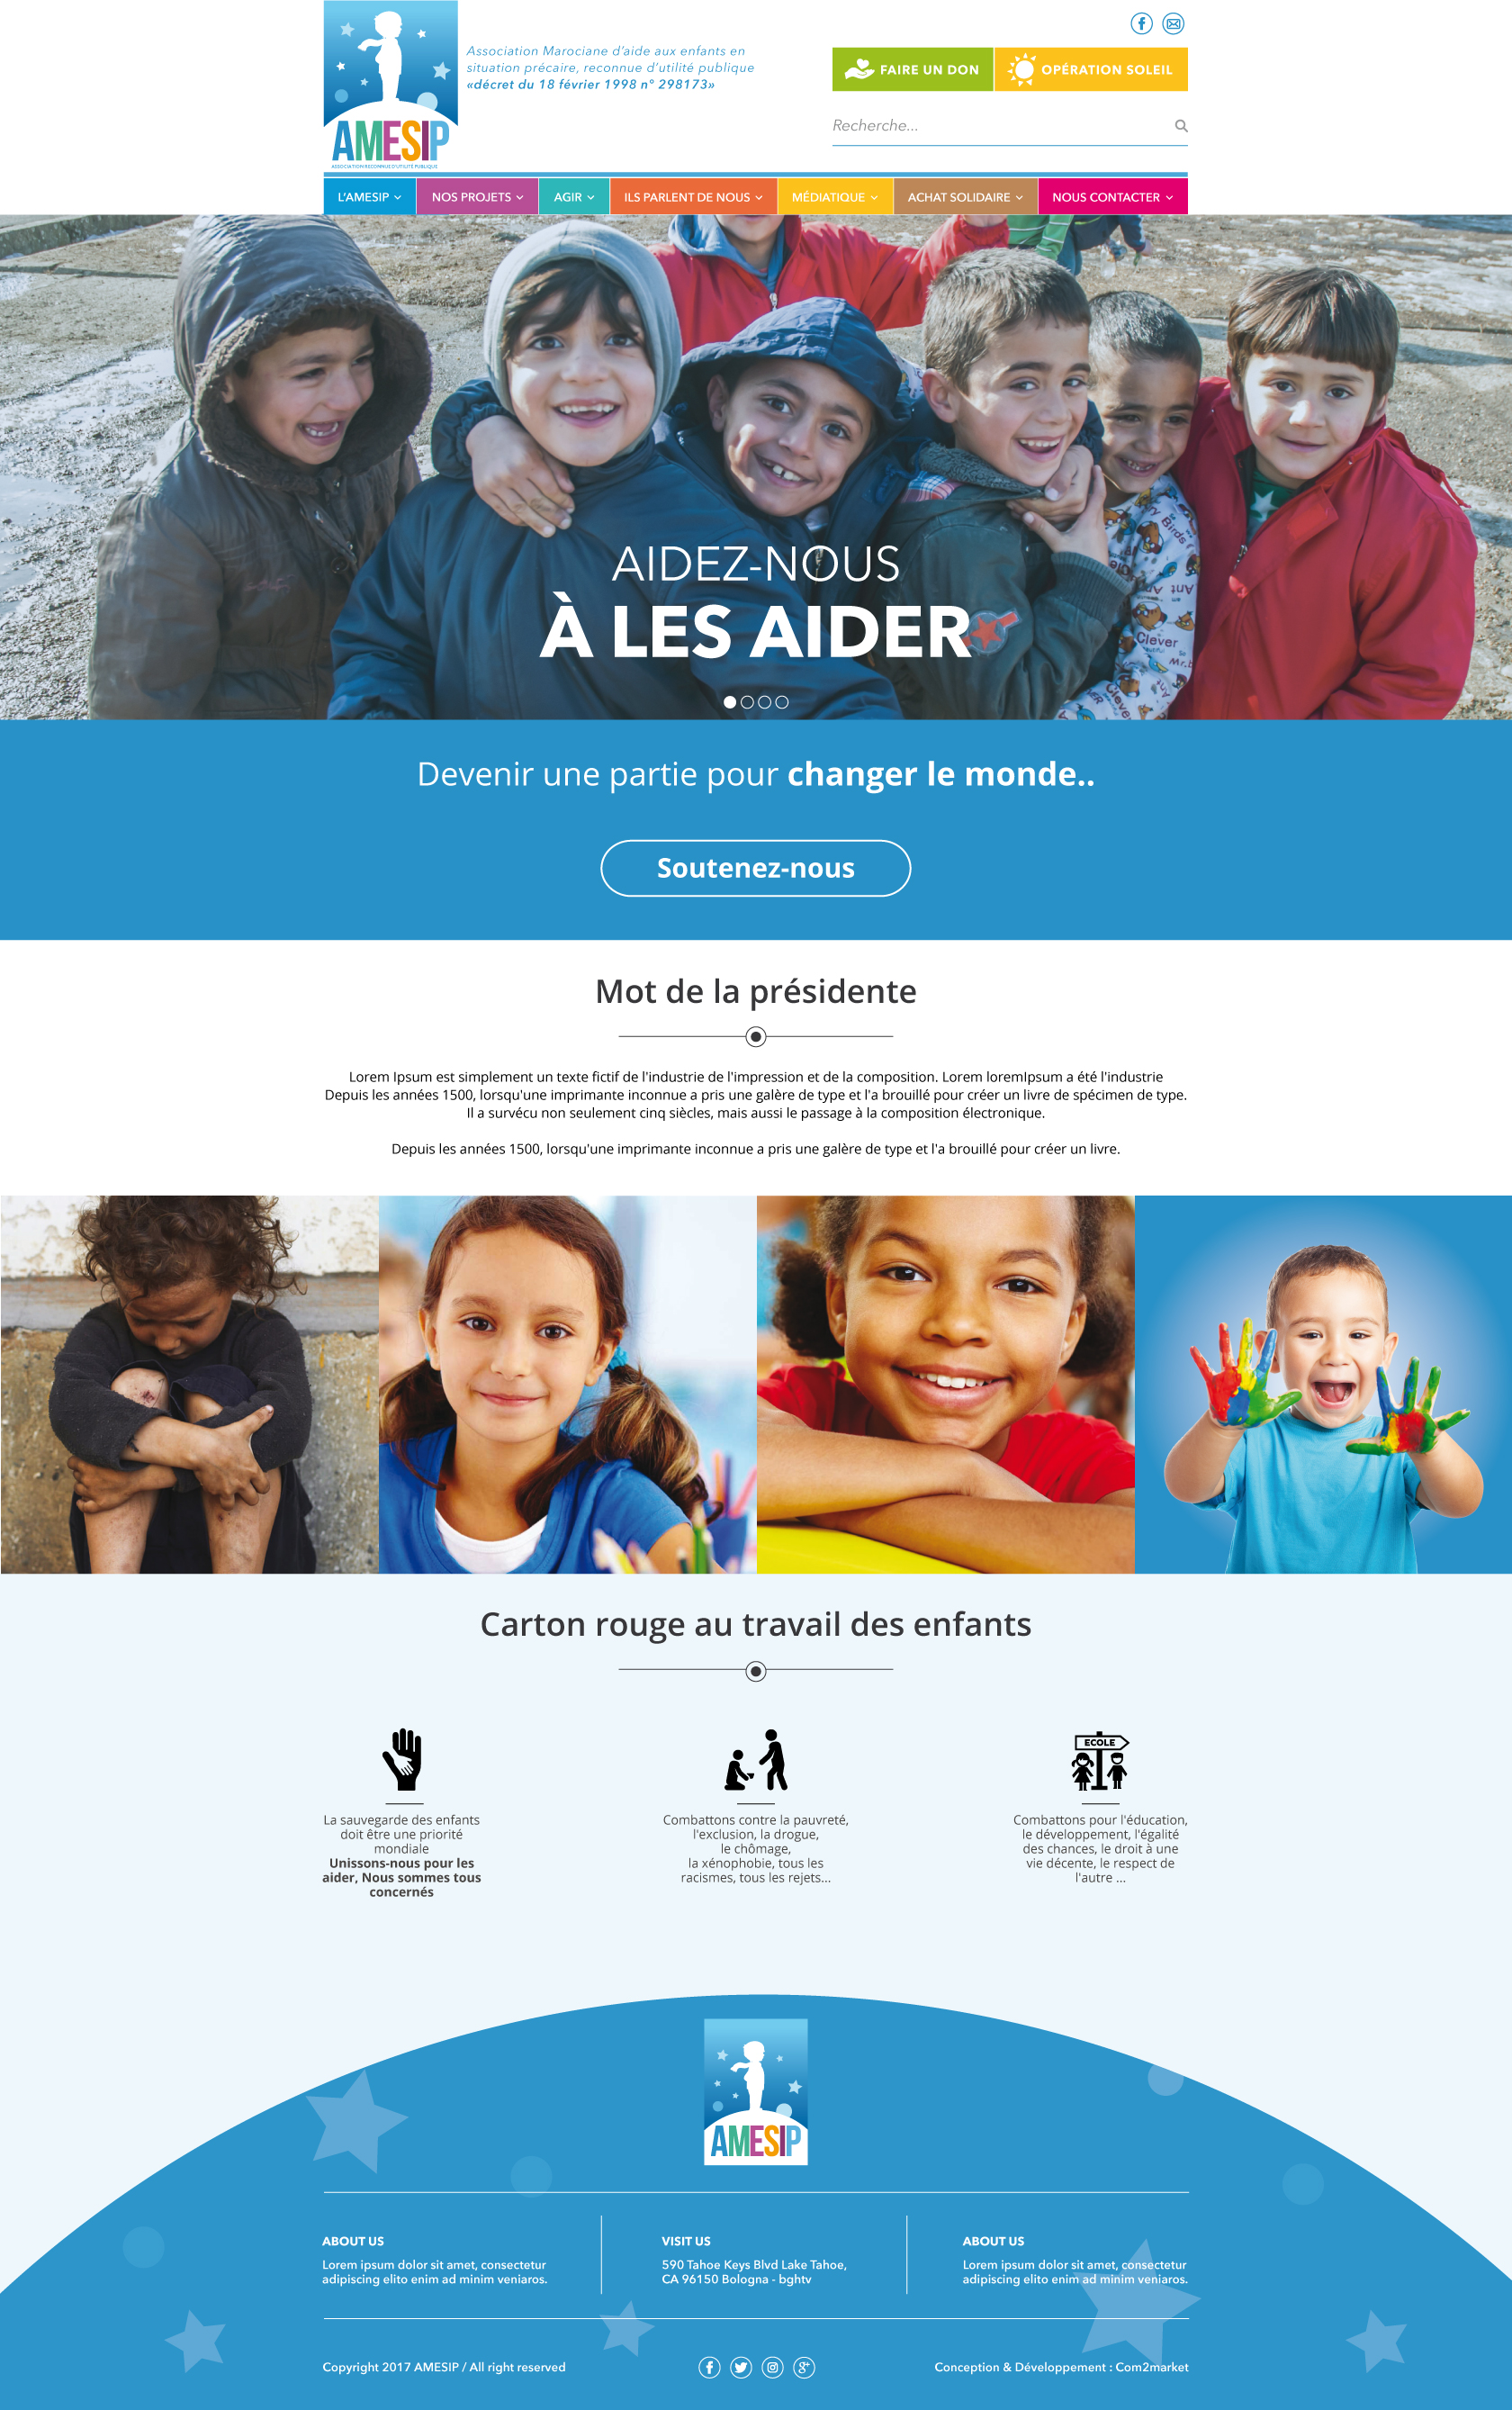 Association Marociane d'aide aux enfants en
situation précaire, reconnue d'utilité publique
«décret du 18 février 1998 n° 298173»
AMESIP
ASSOCIATION RECONNUE D'UTILITÉ PUBLIQUE
FAIRE UN DON
OPÉRATION SOLEIL
Recherche...
L'AMESIP
NOS PROJETS
AGIR
ILS PARLENT DE NOUS
MÉDIATIQUE
ACHAT SOLIDAIRE
NOUS CONTACTER
AIDEZ-NOUS
À LES AIDER
Devenir une partie pour changer le monde..
Soutenez-nous
Mot de la présidente
Lorem Ipsum est simplement un texte fictif de l'industrie de l'impression et de la composition. Lorem loremIpsum a été l'industrie
Depuis les années 1500, lorsqu'une imprimante inconnue a pris une galère de type et l'a brouillé pour créer un livre de spécimen de type.
Il a survécu non seulement cinq siècles, mais aussi le passage à la composition électronique.
Depuis les années 1500, lorsqu'une imprimante inconnue a pris une galère de type et l'a brouillé pour créer un livre.
Carton rouge au travail des enfants
La sauvegarde des enfants
doit être une priorité
mondiale
Unissons-nous pour les
aider, Nous sommes tous
concernés
Combattons contre la pauvreté,
l'exclusion, la drogue,
le chômage,
la xénophobie, tous les
racismes, tous les rejets...
ECOLE
Combattons pour l'éducation,
le développement, l'égalité
des chances, le droit à une
vie décente, le respect de
l'autre ...
AMESIP
ABOUT US
Lorem ipsum dolor sit amet, consectetur
adipiscing elito enim ad minim veniaros.
VISIT US
590 Tahoe Keys Blvd Lake Tahoe,
CA 96150 Bologna - bghtv
ABOUT US
Lorem ipsum dolor sit amet, consectetur
adipiscing elito enim ad minim veniaros.
Copyright 2017 AMESIP / All right reserved
Conception & Développement : Com2market